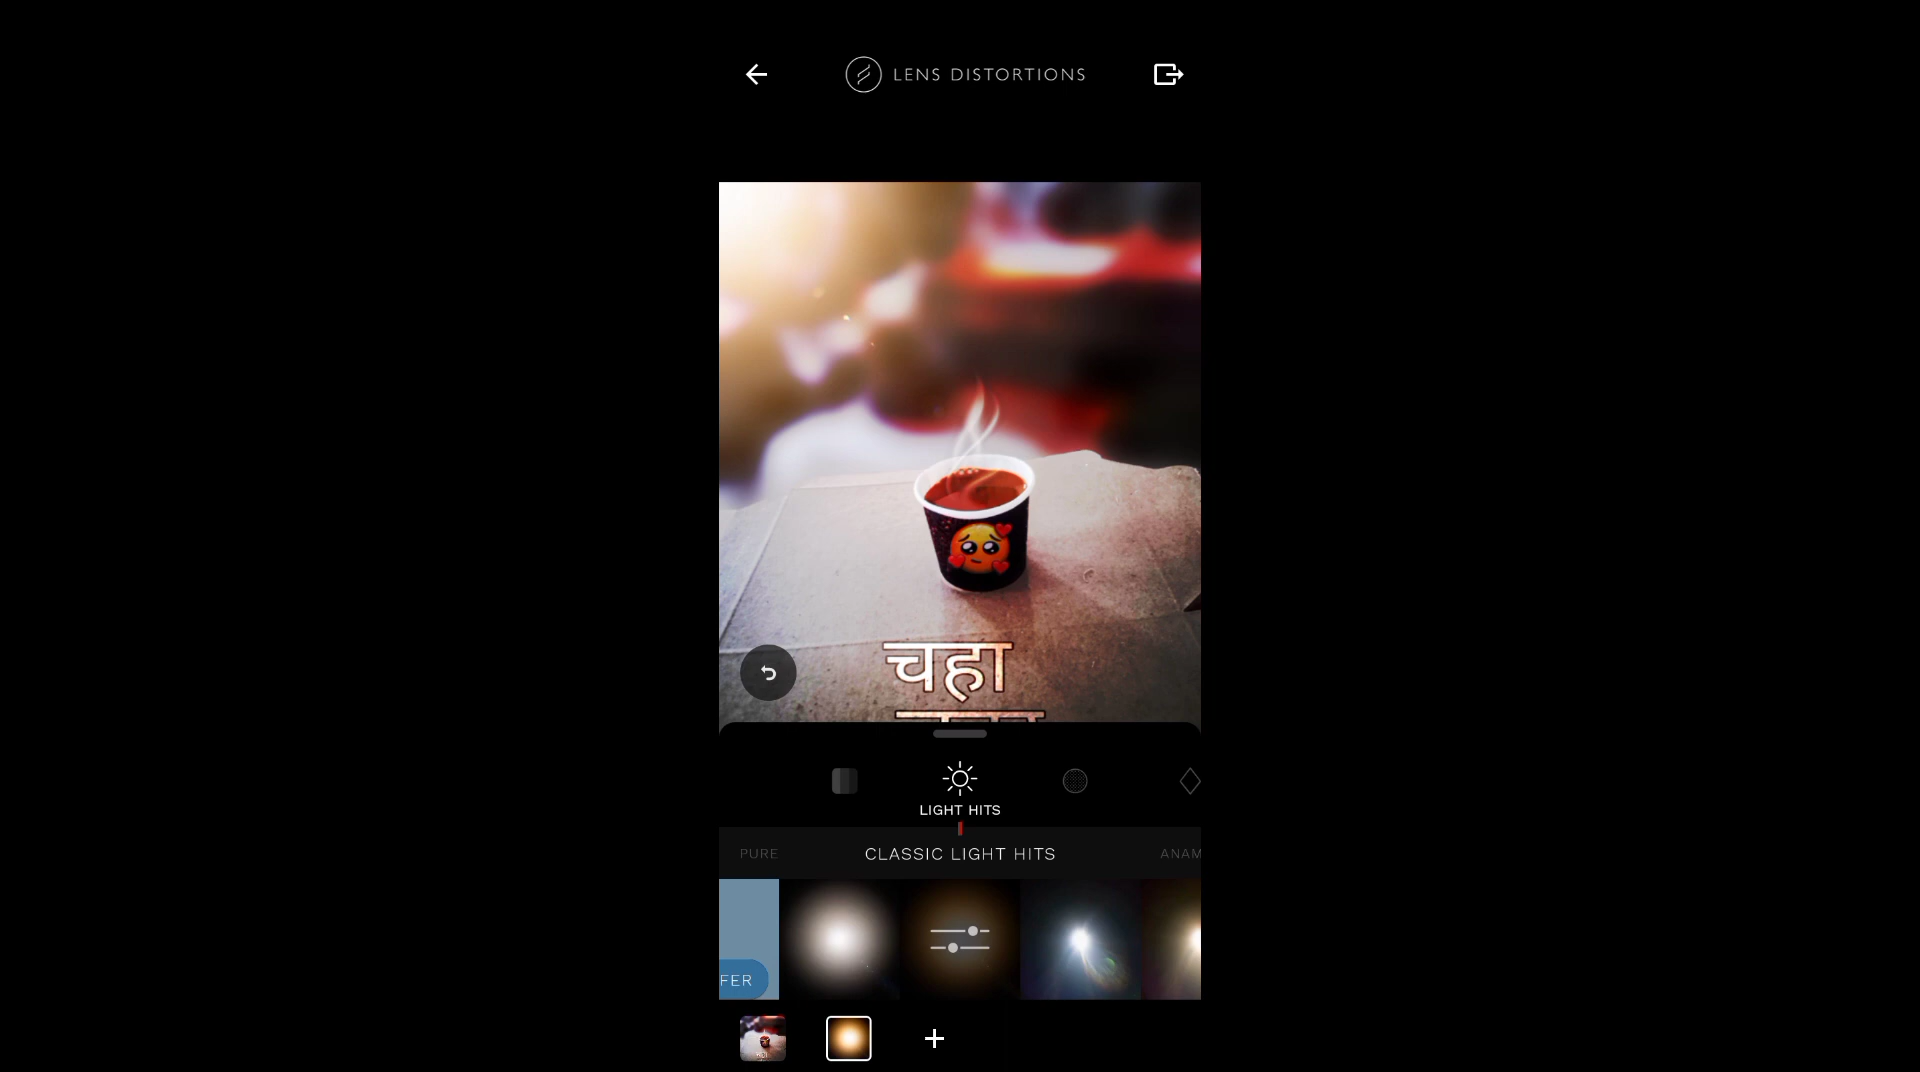 LENS DISTORTIONS
चहा
LIGHT HITS
PURE
CLASSIC LIGHT HITS
ANAM
FER